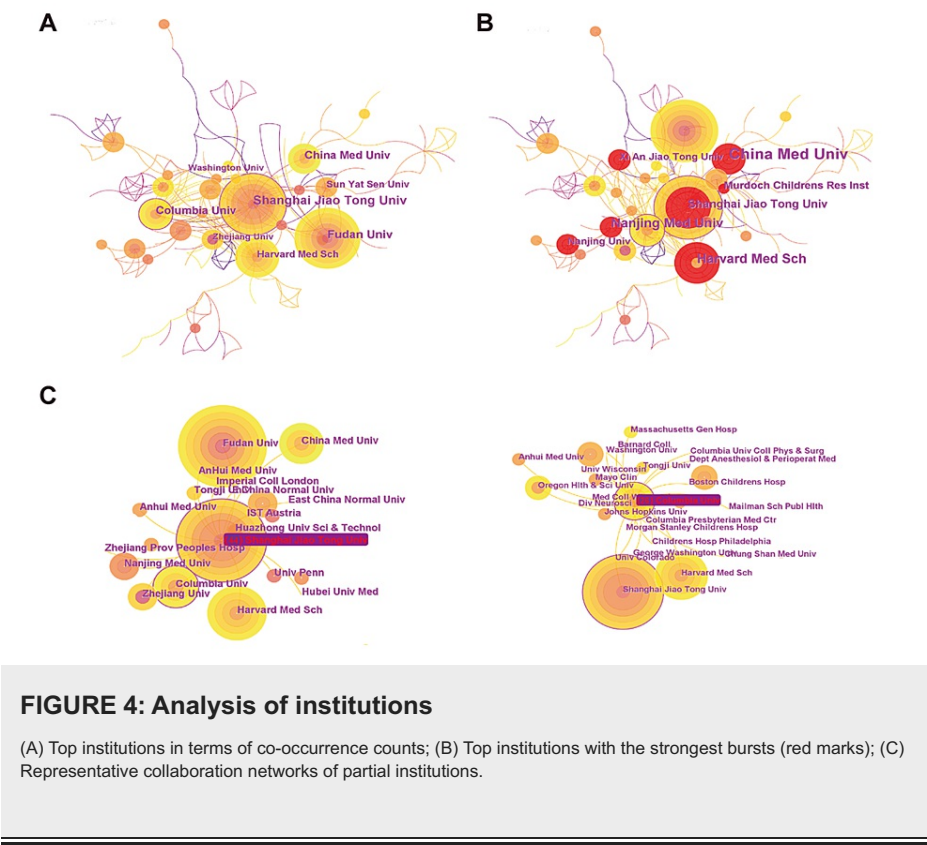 A
B
China Med Univ
Washington Univ
Sun Yat Sen Univ
Shanghai Jiao Tong Univ
Columbia Univ
Fudan Univ
Zhejiang Univ
Harvard Med Sch
China Med Univ
Xi An Jiao Tong Univ
Murdoch Childrens Res Inst
Shanghai Jiao Tong Univ
Nanjing Med Univ
Nanjing Univ
Harvard Med Sch
C
Fudan Univ
China Med Univ
AnHui Med Univ
Imperial Coll London
Tongji Univ
E China Normal Univ
East China Normal Univ
Anhui Med Univ
IST Austria
Huazhong Univ Sci & Technol
Shanghai Jiao Tong Univ
Zhejiang Prov Peoples Hosp
Nanjing Med Univ
Univ Penn
Columbia Univ
Zhejiang Univ
Hubei Univ Med
Harvard Med Sch
Massachusetts Gen Hosp
Barnard Coll
Washington Univ
Columbia Univ Coll Phys & Surg
Anhui Med Univ
Dept Anesthesiol & Perioperat Med
Tongji Univ
Univ Wisconsin
Mayo Clin
Boston Childrens Hosp
Oregon Hlth & Sci Univ
Med Coll
Div Neurosci
Mailman Sch Publ Hlth
Johns Hopkins Univ
Columbia Presbyterian Med Ctr
Morgan Stanley Childrens Hosp
Childrens Hosp Philadelphia
George Washington Univ
Chung Shan Med Univ
Univ Colorado
Harvard Med Sch
Shanghai Jiao Tong Univ
FIGURE 4: Analysis of institutions
(A) Top institutions in terms of co-occurrence counts; (B) Top institutions with the strongest bursts (red marks); (C)
Representative collaboration networks of partial institutions.